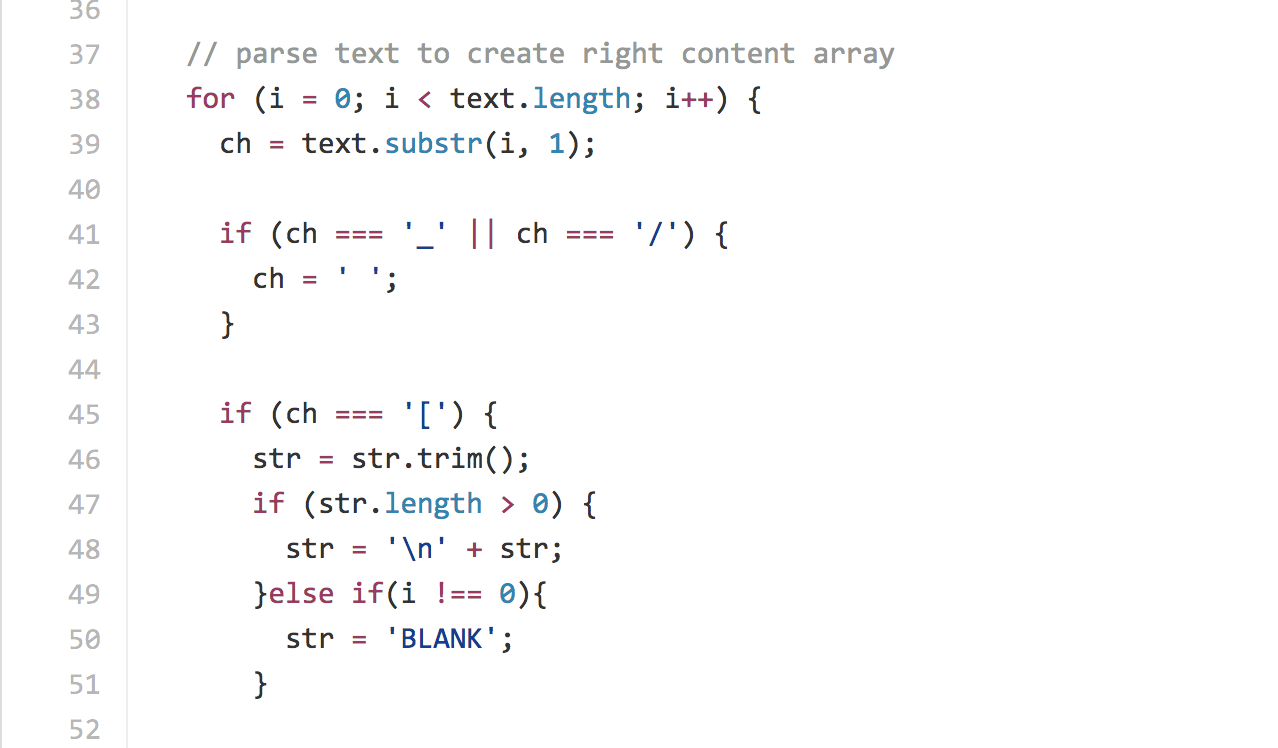 36
37 // parse text to create right content array
38 for (i = 0; i < text.length; i++) {
39 ch = text.substr(i, 1);
40
41 if (ch === '_' || ch === '/') {
42 ch = ' ';
43 }
44
45 if (ch === '[') {
46 str = str.trim();
47 if (str.length > 0) {
48 str = '\n' + str;
49 }else if(i !== 0){
50 str = 'BLANK';
51 }
52